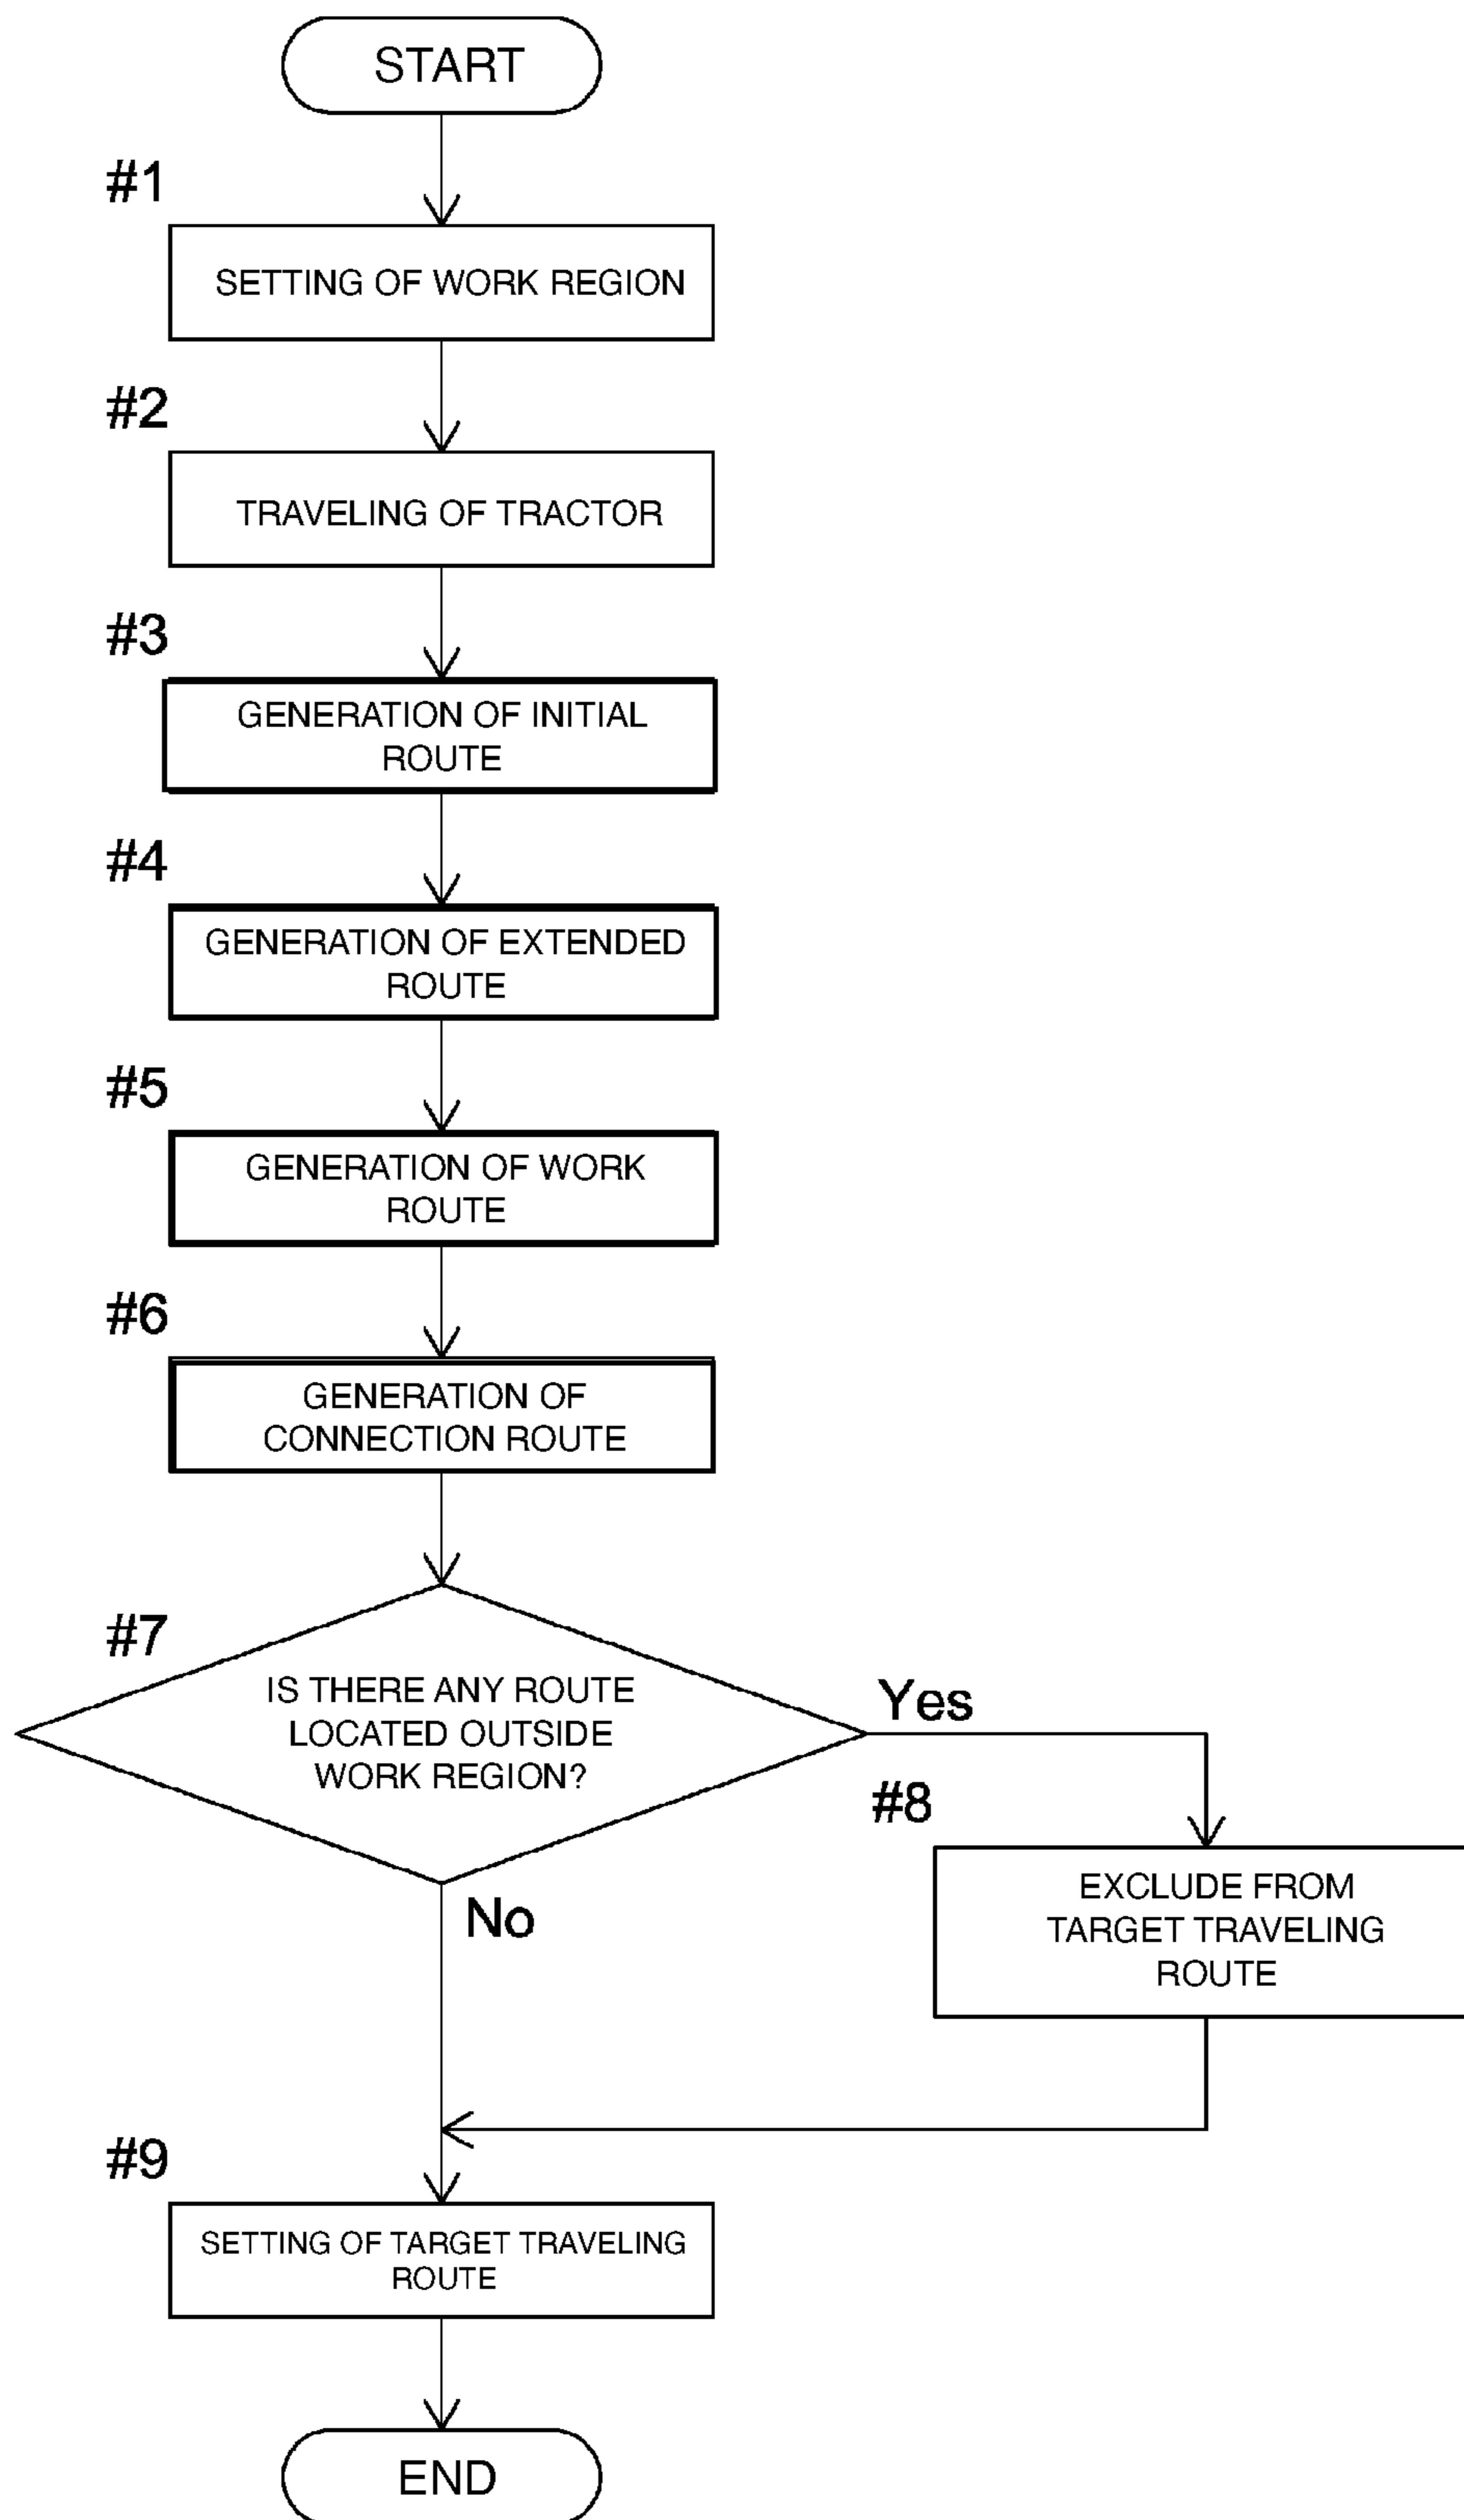 START
#1
SETTING OF WORK REGION
#2
TRAVELING OF TRACTOR
#3
GENERATION OF INITIAL
ROUTE
#4
GENERATION OF EXTENDED
ROUTE
#5
GENERATION OF WORK
ROUTE
#6
GENERATION OF
CONNECTION ROUTE
#7
IS THERE ANY ROUTE
LOCATED OUTSIDE
WORK REGION?
Yes
No
#8
EXCLUDE FROM
TARGET TRAVELING
ROUTE
#9
SETTING OF TARGET TRAVELING
ROUTE
END